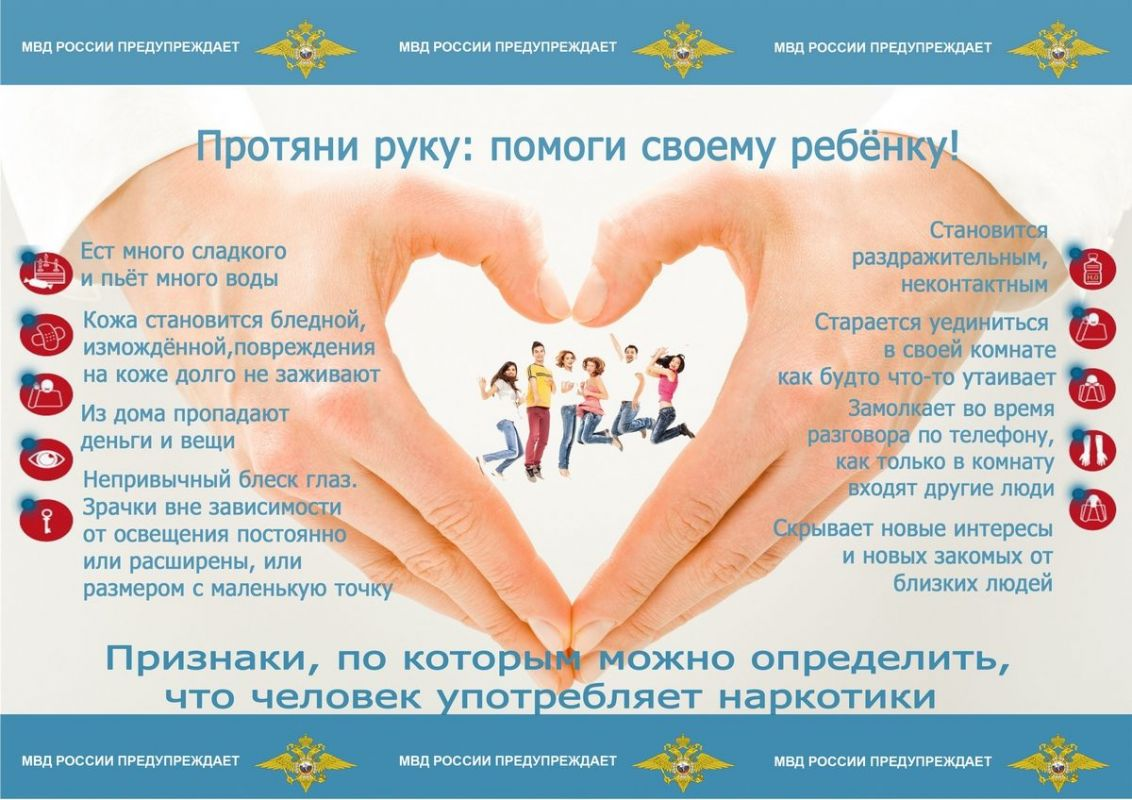 МВД РОССИИ ПРЕДУПРЕЖДАЕТ
МВД РОССИИ ПРЕДУПРЕЖДАЕТ
МВД РОССИИ ПРЕДУПРЕЖДАЕТ
Протяни руку: помоги своему ребёнку!
Ест много сладкого
и пьёт много воды
Кожа становится бледной,
измождённой,повреждения
на коже долго не заживают
Из дома пропадают
деньги и вещи
Непривычный блеск глаз.
Зрачки вне зависимости
от освещения постоянно
или расширены, или
размером с маленькую точку
Становится
раздражительным,
неконтактным
Старается уединиться
в своей комнате
как будто что-то утаивает
Замолкает во время
разговора по телефону,
как только в комнату
входят другие люди
Скрывает новые интересы
и новых закомых от
близких людей
Признаки, по которым можно определить,
что человек употребляет наркотики
МВД РОССИИ ПРЕДУПРЕЖДАЕТ
МВД РОССИИ ПРЕДУПРЕЖДАЕТ
МВД РОССИИ ПРЕДУПРЕЖДАЕТ